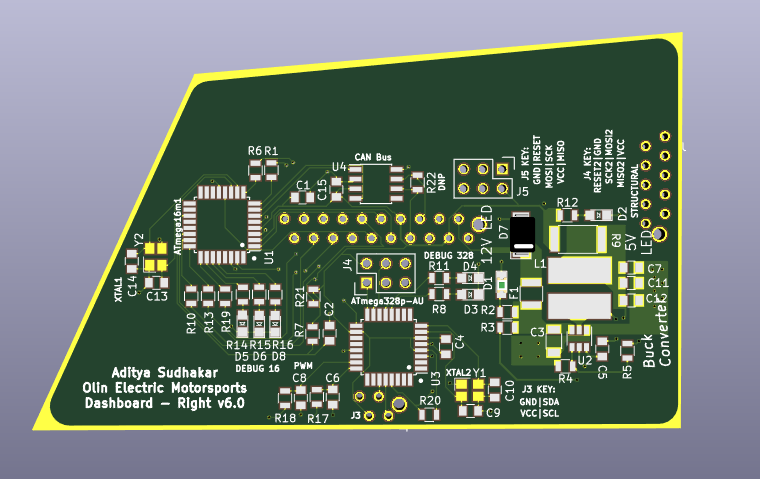 R6 R1
CAN Bus
U4
C1
C15
R22
DNP
J5
J5 KEY:
GND|RESET
MOSI|SCK
VCC|MISO
J4 KEY:
RESET2|GND
SCK2|MOSI2
MISO2|VCC
STRUCTURAL
ATmega16m1
U1
Y2
XTAL1
C14
C13
R12
D2
D7
12V LED
5V LED
R9
L1
C7
C11
C12
J4
DEBUG 328
R11
D4
D1
R8
D3
F1
R2
R3
ATmega328p-AU
R10
R13
R19
R21
R7
C2
R14
R15
R16
D5
D6
D8
DEBUG 16
C4
U3
C3
U2
C5
R5
R4
Buck
Converter
PWM
C8
C6
R18
R17
J3
R20
XTAL2
Y1
C10
C9
J3 KEY:
GND|SDA
VCC|SCL
Aditya Sudhakar
Olin Electric Motorsports
Dashboard – Right v6.0